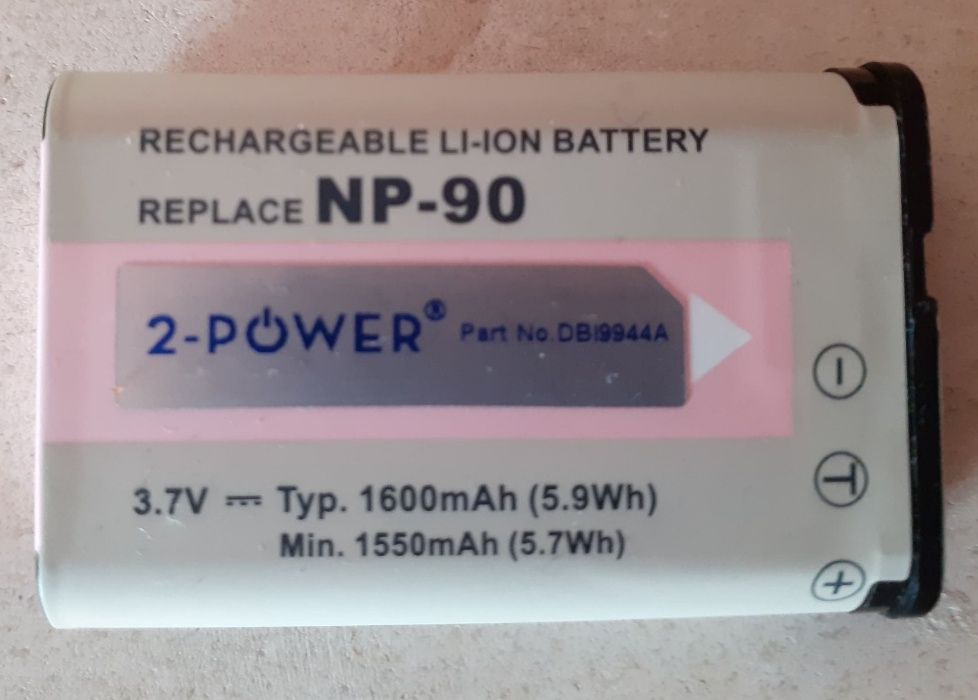 RECHARGEABLE LI-ION BATTERY
REPLACE NP-90
2-POWER® Part No.DBI9944A
3.7V ⎓ Typ. 1600mAh (5.9Wh)
Min. 1550mAh (5.7Wh)
−
T
+